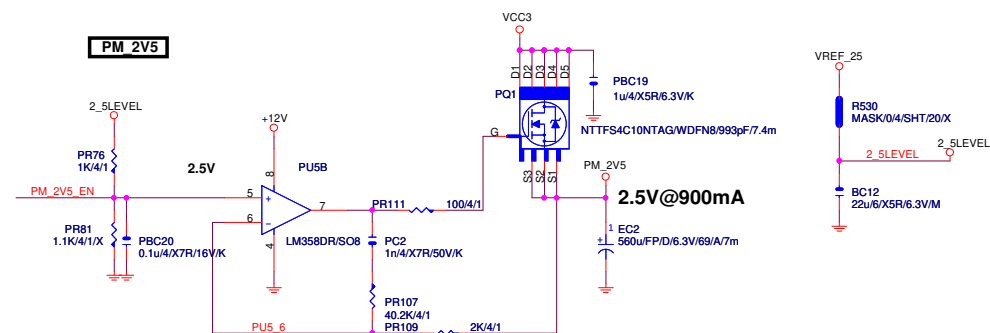 PM_2V5
2_5LEVEL
PR76
1K/4/1
2.5V
PM_2V5_EN
PR81
1.1K/4/1/X
PBC20
0.1u/4/X7R/16V/K
+12V
PU5B
8
5
+
6
-
7
4
LM358DR/SO8
PR111
100/4/1
PC2
1n/4/X7R/50V/K
PR107
40.2K/4/1
PR109
2K/4/1
PU5_6
VCC3
D1
D2
D3
D4
D5
PQ1
G
S3
S2
S1
PBC19
1u/4/X5R/6.3V/K
NTTFS4C10NTAG/WDFN8/993pF/7.4m
PM_2V5
2.5V@900mA
1
+
EC2
560u/FP/D/6.3V/69/A/7m
VREF_25
R530
MASK/0/4/SHT/20/X
2_5LEVEL
2_5LEVEL
BC12
22u/6/X5R/6.3V/M